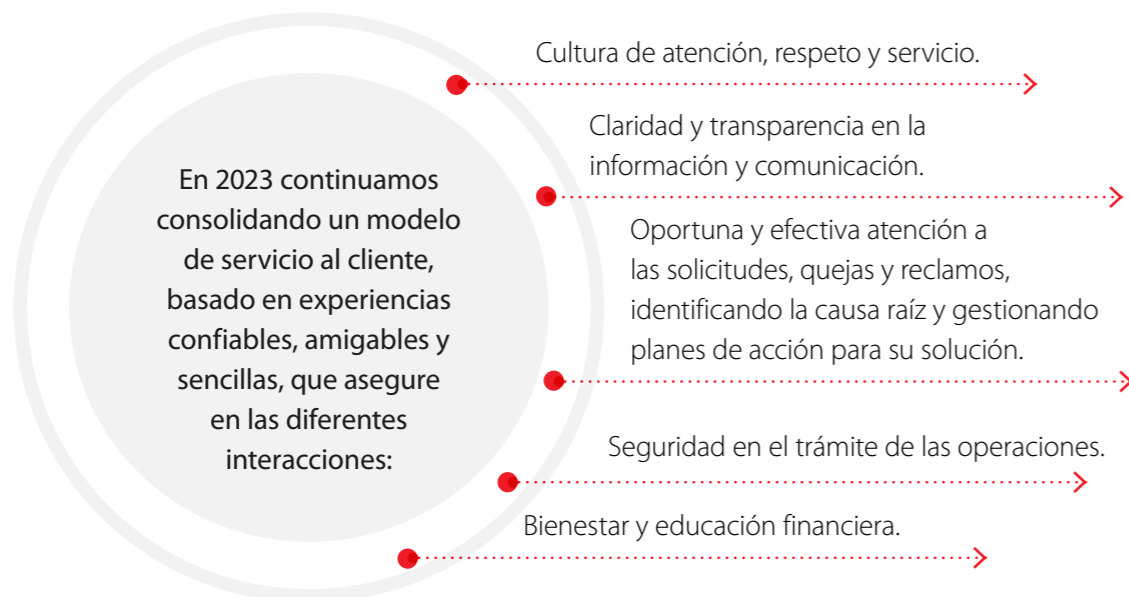 En 2023 continuamos
consolidando un modelo
de servicio al cliente,
basado en experiencias
confiables, amigables y
sencillas, que asegure
en las diferentes
interacciones:
Cultura de atención, respeto y servicio.
Claridad y transparencia en la
información y comunicación.
Oportuna y efectiva atención a
las solicitudes, quejas y reclamos,
identificando la causa raíz y gestionando
planes de acción para su solución.
Seguridad en el trámite de las operaciones.
Bienestar y educación financiera.